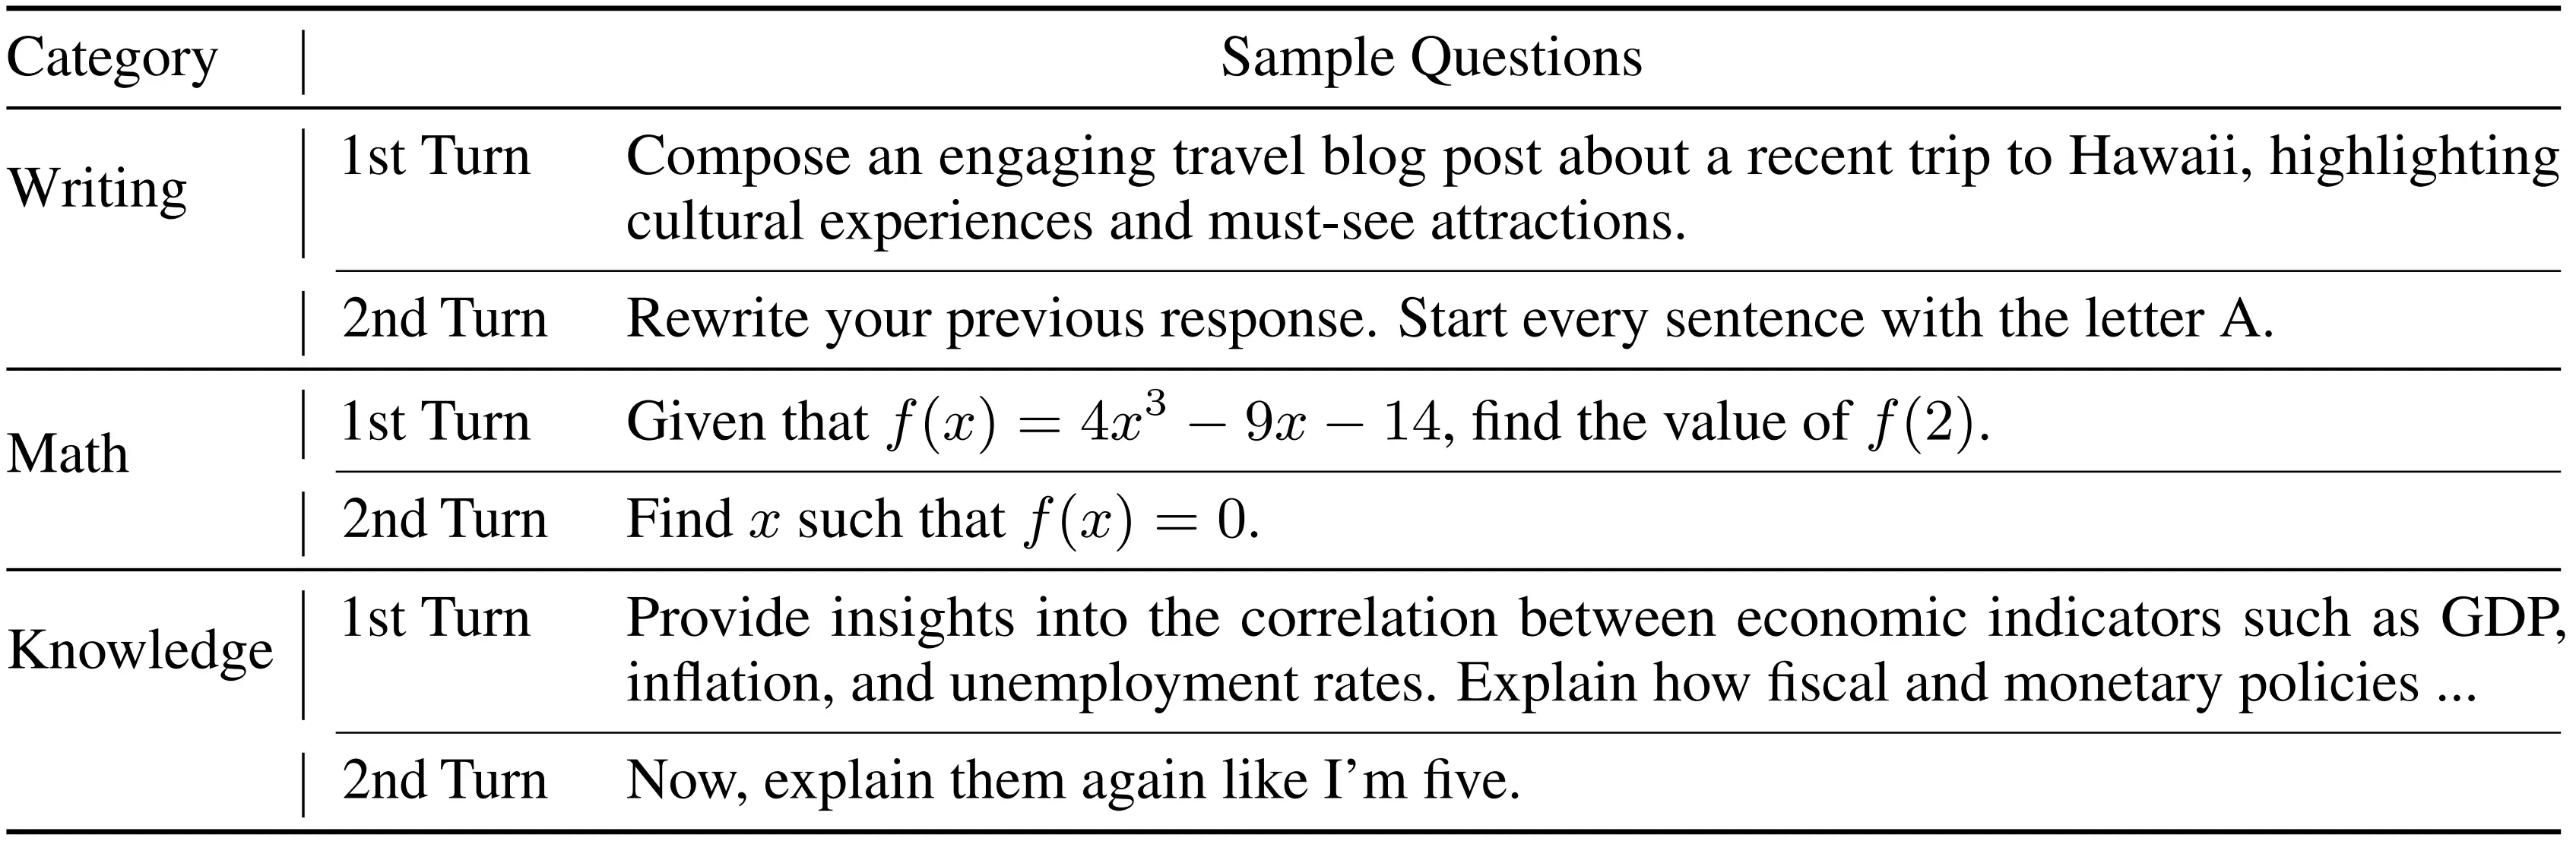 Category Sample Questions
Writing 1st Turn Compose an engaging travel blog post about a recent trip to Hawaii, highlighting
cultural experiences and must-see attractions.
2nd Turn Rewrite your previous response. Start every sentence with the letter A.
Math 1st Turn Given that f(x) = 4x³ − 9x − 14, find the value of f(2).
2nd Turn Find x such that f(x) = 0.
Knowledge 1st Turn Provide insights into the correlation between economic indicators such as GDP,
inflation, and unemployment rates. Explain how fiscal and monetary policies ...
2nd Turn Now, explain them again like I’m five.